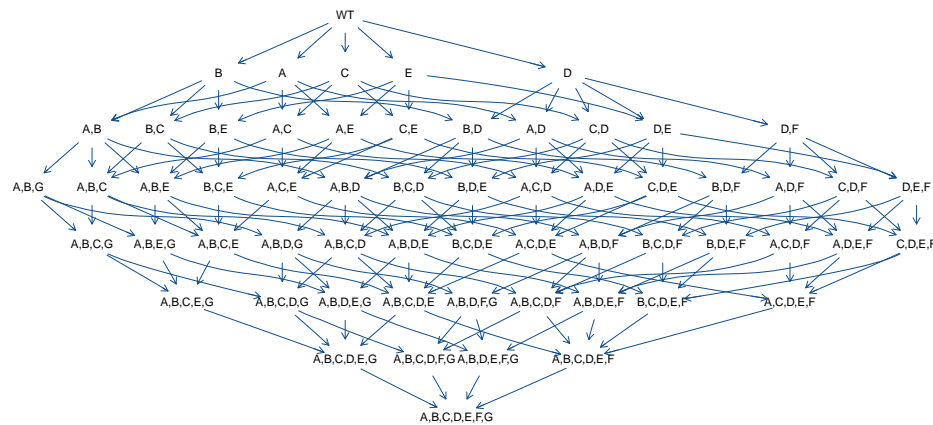 WT
B A C E D
A,B B,C B,E A,C A,E C,E B,D A,D C,D D,E D,F
A,B,G A,B,C A,B,E B,C,E A,C,E A,B,D B,C,D B,D,E A,C,D A,D,E C,D,E B,D,F A,D,F C,D,F D,E,F
A,B,C,G A,B,E,G A,B,C,E A,B,D,G A,B,C,D A,B,D,E B,C,D,E A,C,D,E A,B,D,F B,C,D,F B,D,E,F A,C,D,F A,D,E,F C,D,E,F
A,B,C,E,G A,B,C,D,G A,B,D,E,G A,B,C,D,E A,B,D,F,G A,B,C,D,F A,B,D,E,F B,C,D,E,F A,C,D,E,F
A,B,C,D,E,G A,B,C,D,F,G A,B,D,E,F,G A,B,C,D,E,F
A,B,C,D,E,F,G